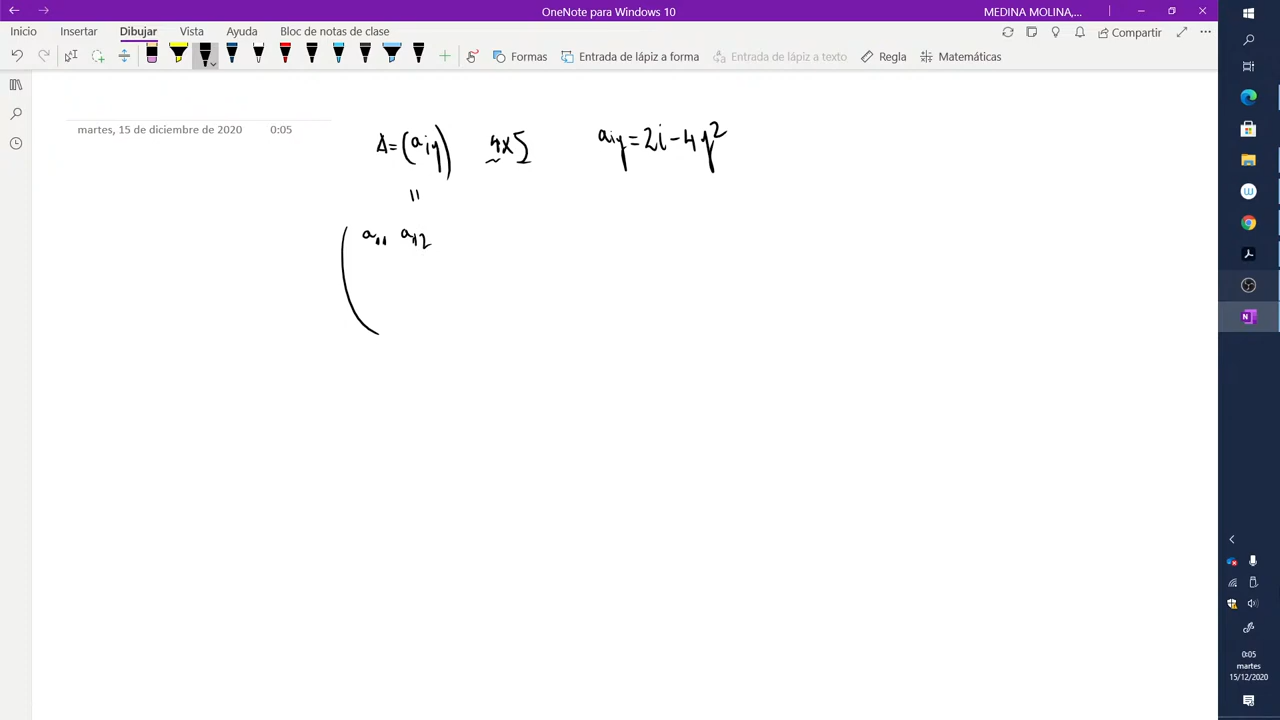 OneNote para Windows 10
MEDINA MOLINA,...
Inicio Insertar Dibujar Vista Ayuda Bloc de notas de clase
Compartir
Formas Entrada de lápiz a forma Entrada de lápiz a texto Regla Matemáticas
martes, 15 de diciembre de 2020 0:05
A=(aij) 4x5 aij=2i-4j²
=
( a11 a12
0:05
martes
15/12/2020